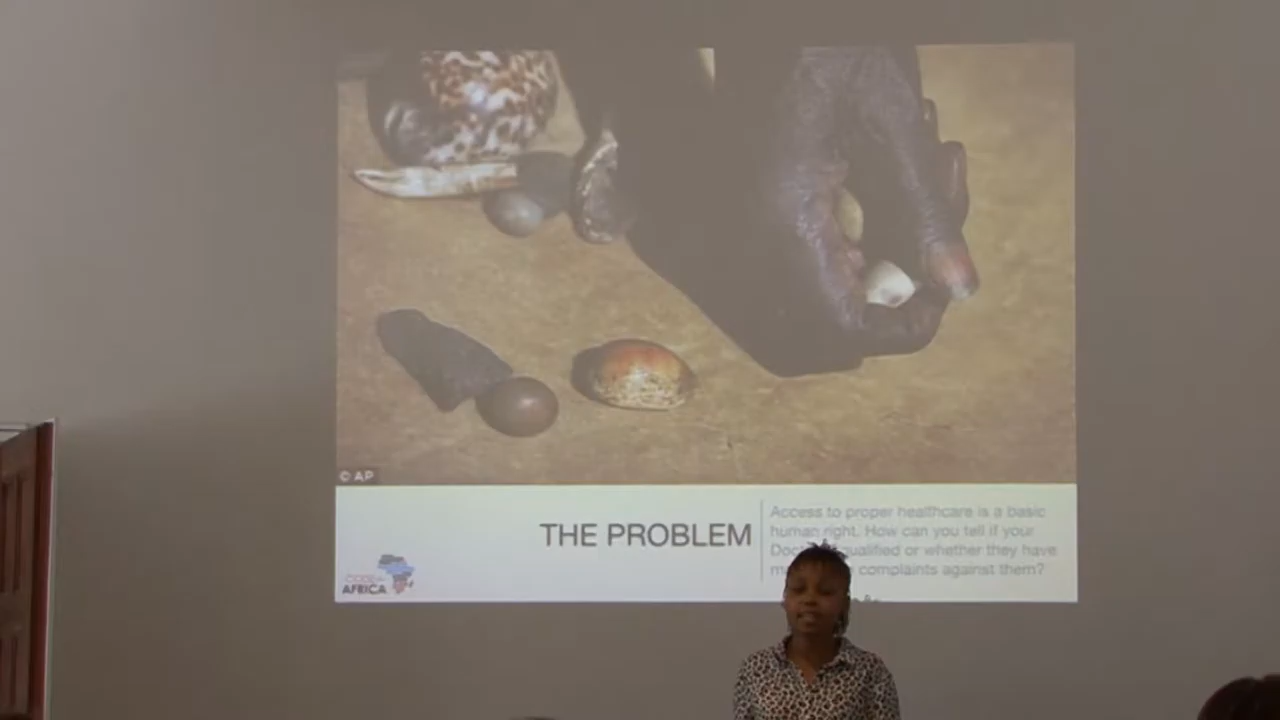 © AP
THE PROBLEM
Access to proper healthcare is a basic
human right. How can you tell if your
qualified or whether they have
complaints against them?
AFRICA